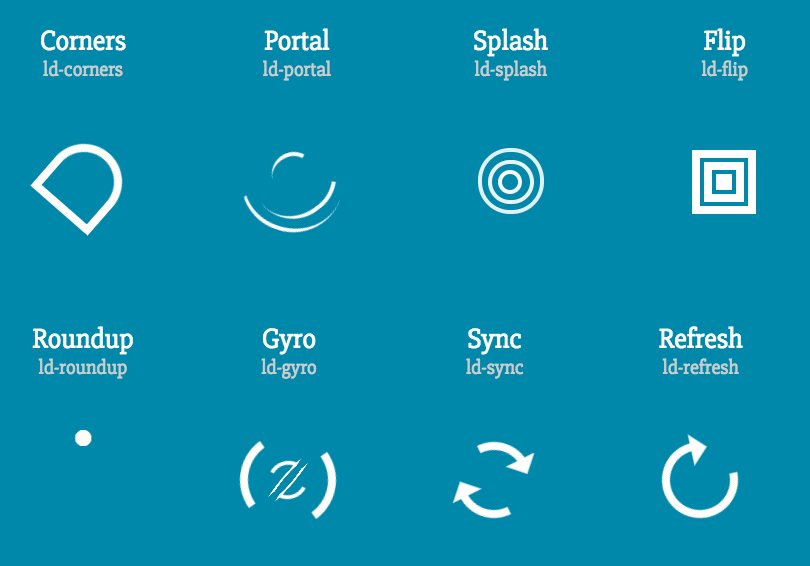 Corners
Portal
Splash
Flip
ld-corners
ld-portal
ld-splash
ld-flip
Roundup
Gyro
Sync
Refresh
ld-roundup
ld-gyro
ld-sync
ld-refresh